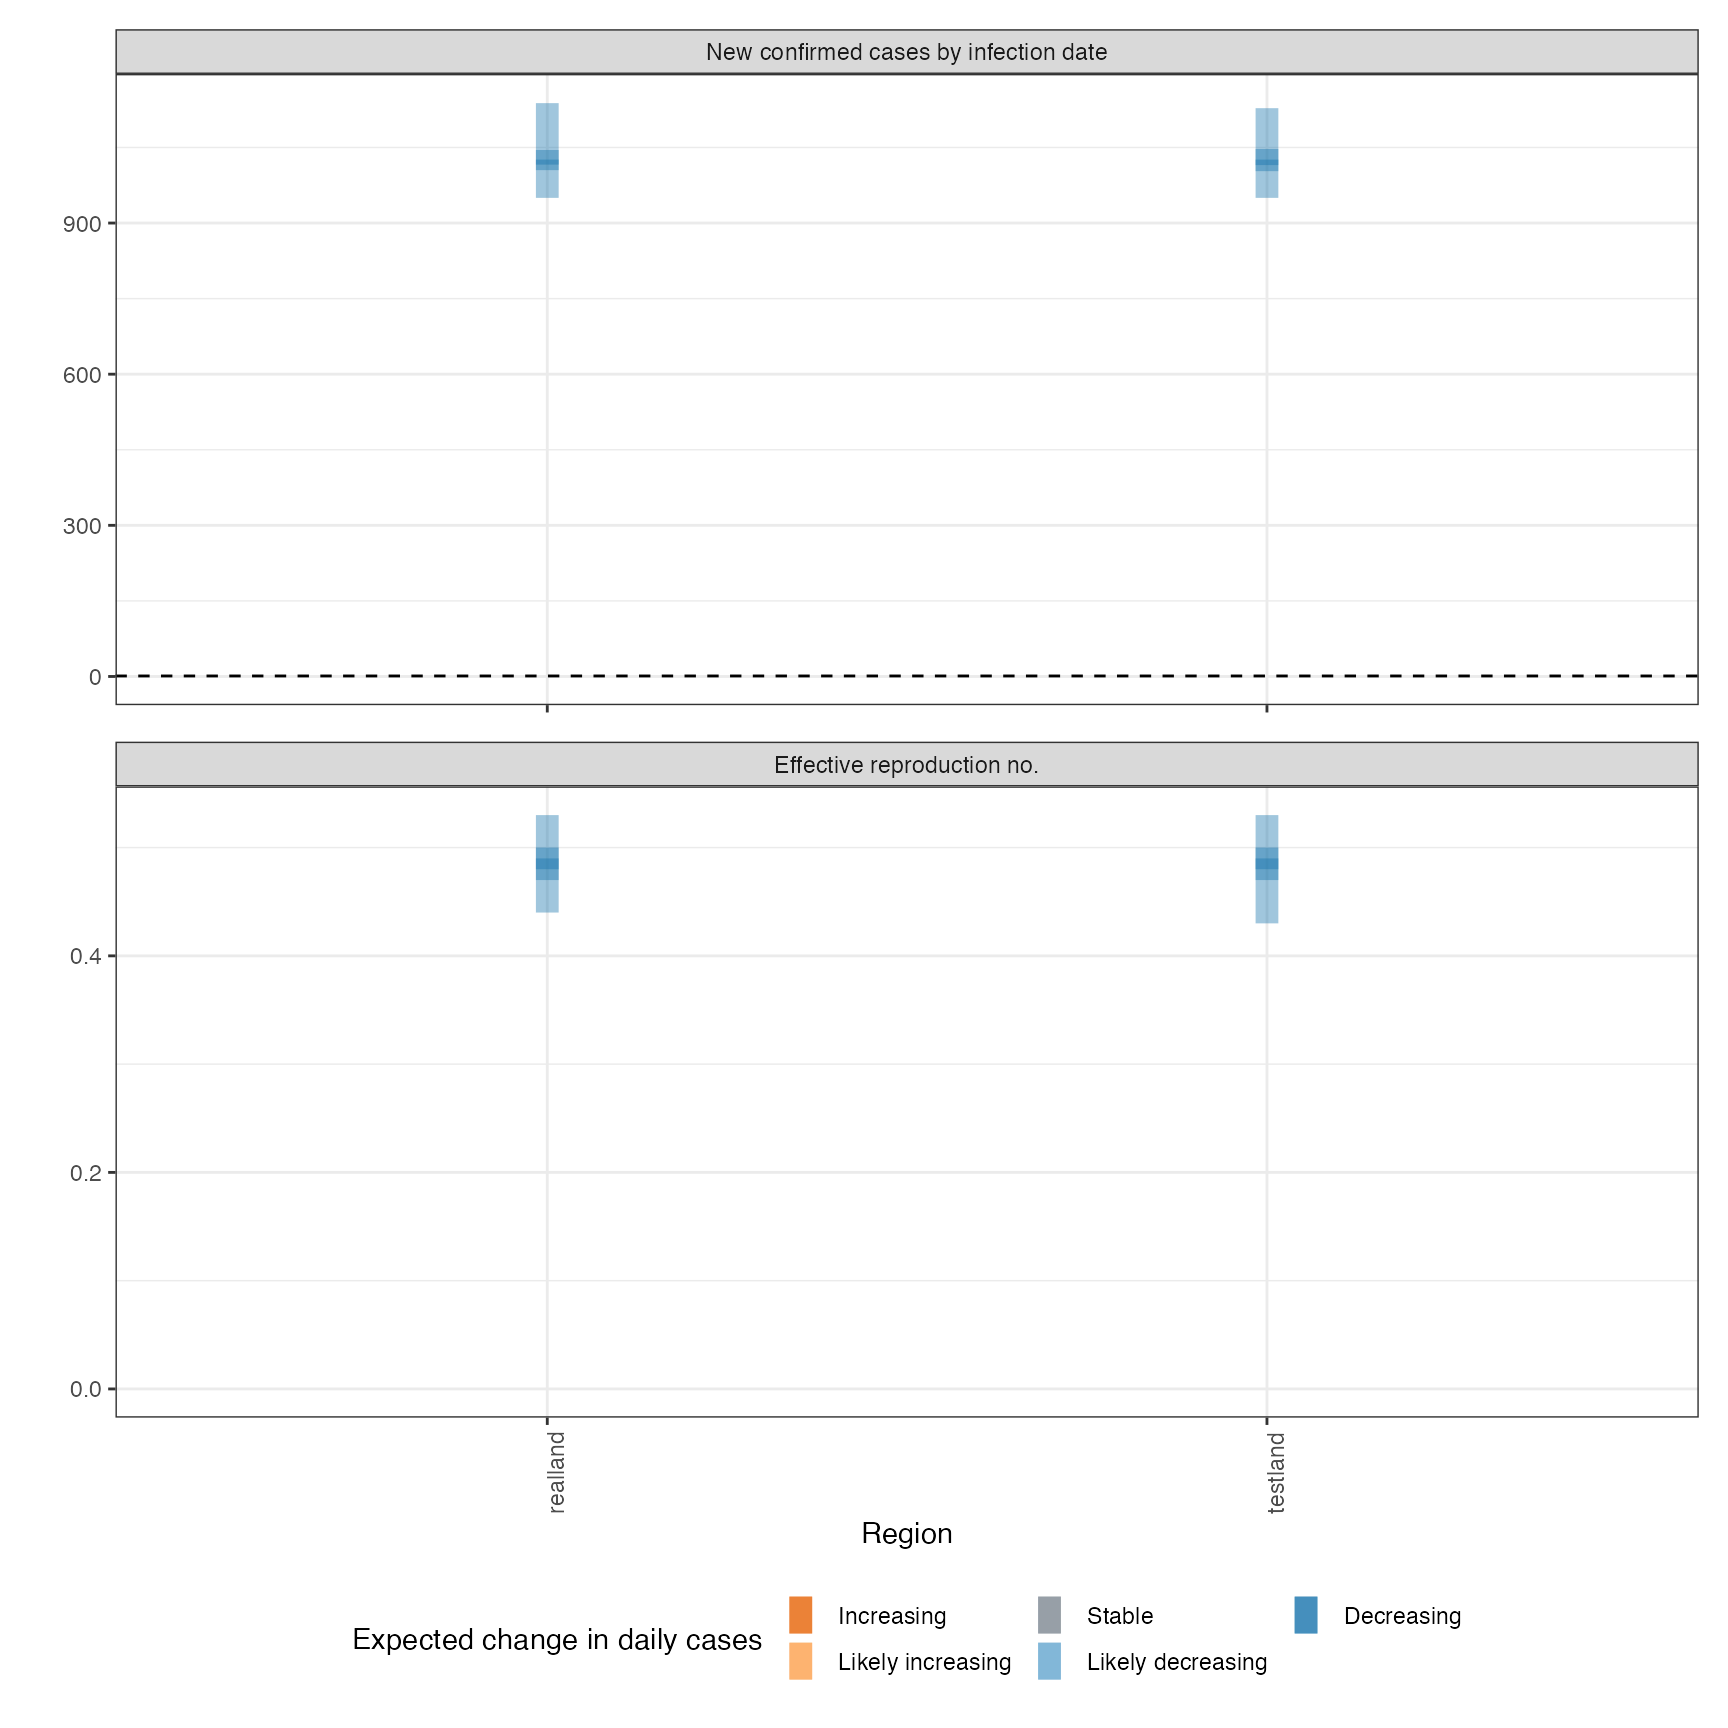 New confirmed cases by infection date
900
600
300
0
Effective reproduction no.
0.4
0.2
0.0
realland
testland
Region
Expected change in daily cases
Increasing
Stable
Decreasing
Likely increasing
Likely decreasing